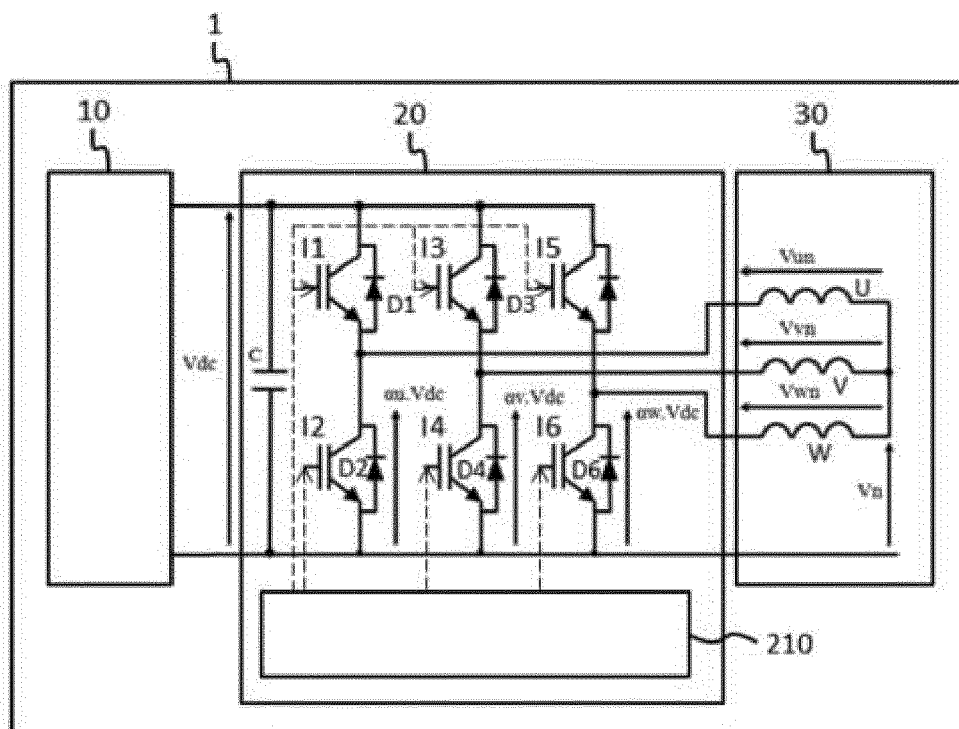 1
10
20
30
I1
I3
I5
D1
D3
Vun
U
Vvn
V
Vwn
W
Vn
Vdc
C
αu.Vdc
αv.Vdc
αw.Vdc
I2
I4
I6
D2
D4
D6
210